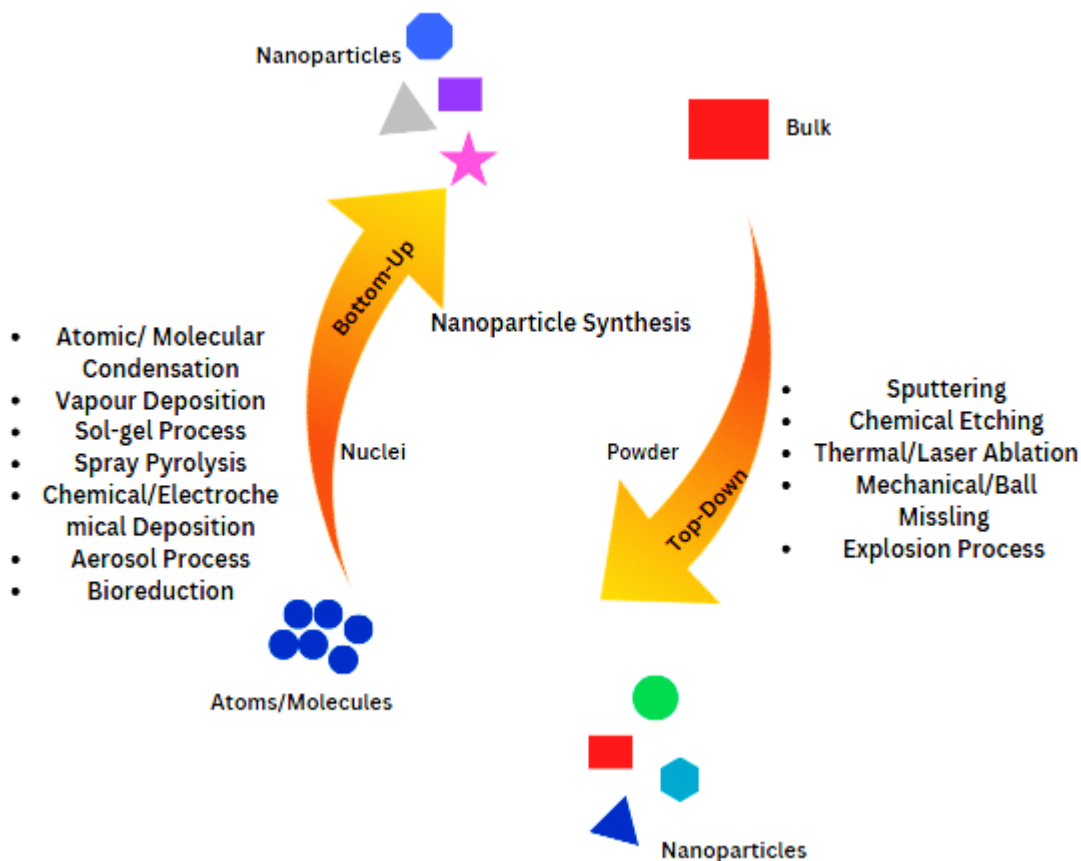 Nanoparticles
Bulk
Bottom-Up
Nanoparticle Synthesis
• Atomic/ Molecular
Condensation
• Vapour Deposition
• Sol-gel Process
• Spray Pyrolysis
• Chemical/Electroche
mical Deposition
• Aerosol Process
• Bioreduction
Nuclei
Powder
Top-Down
• Sputtering
• Chemical Etching
• Thermal/Laser Ablation
• Mechanical/Ball
Missling
• Explosion Process
Atoms/Molecules
Nanoparticles